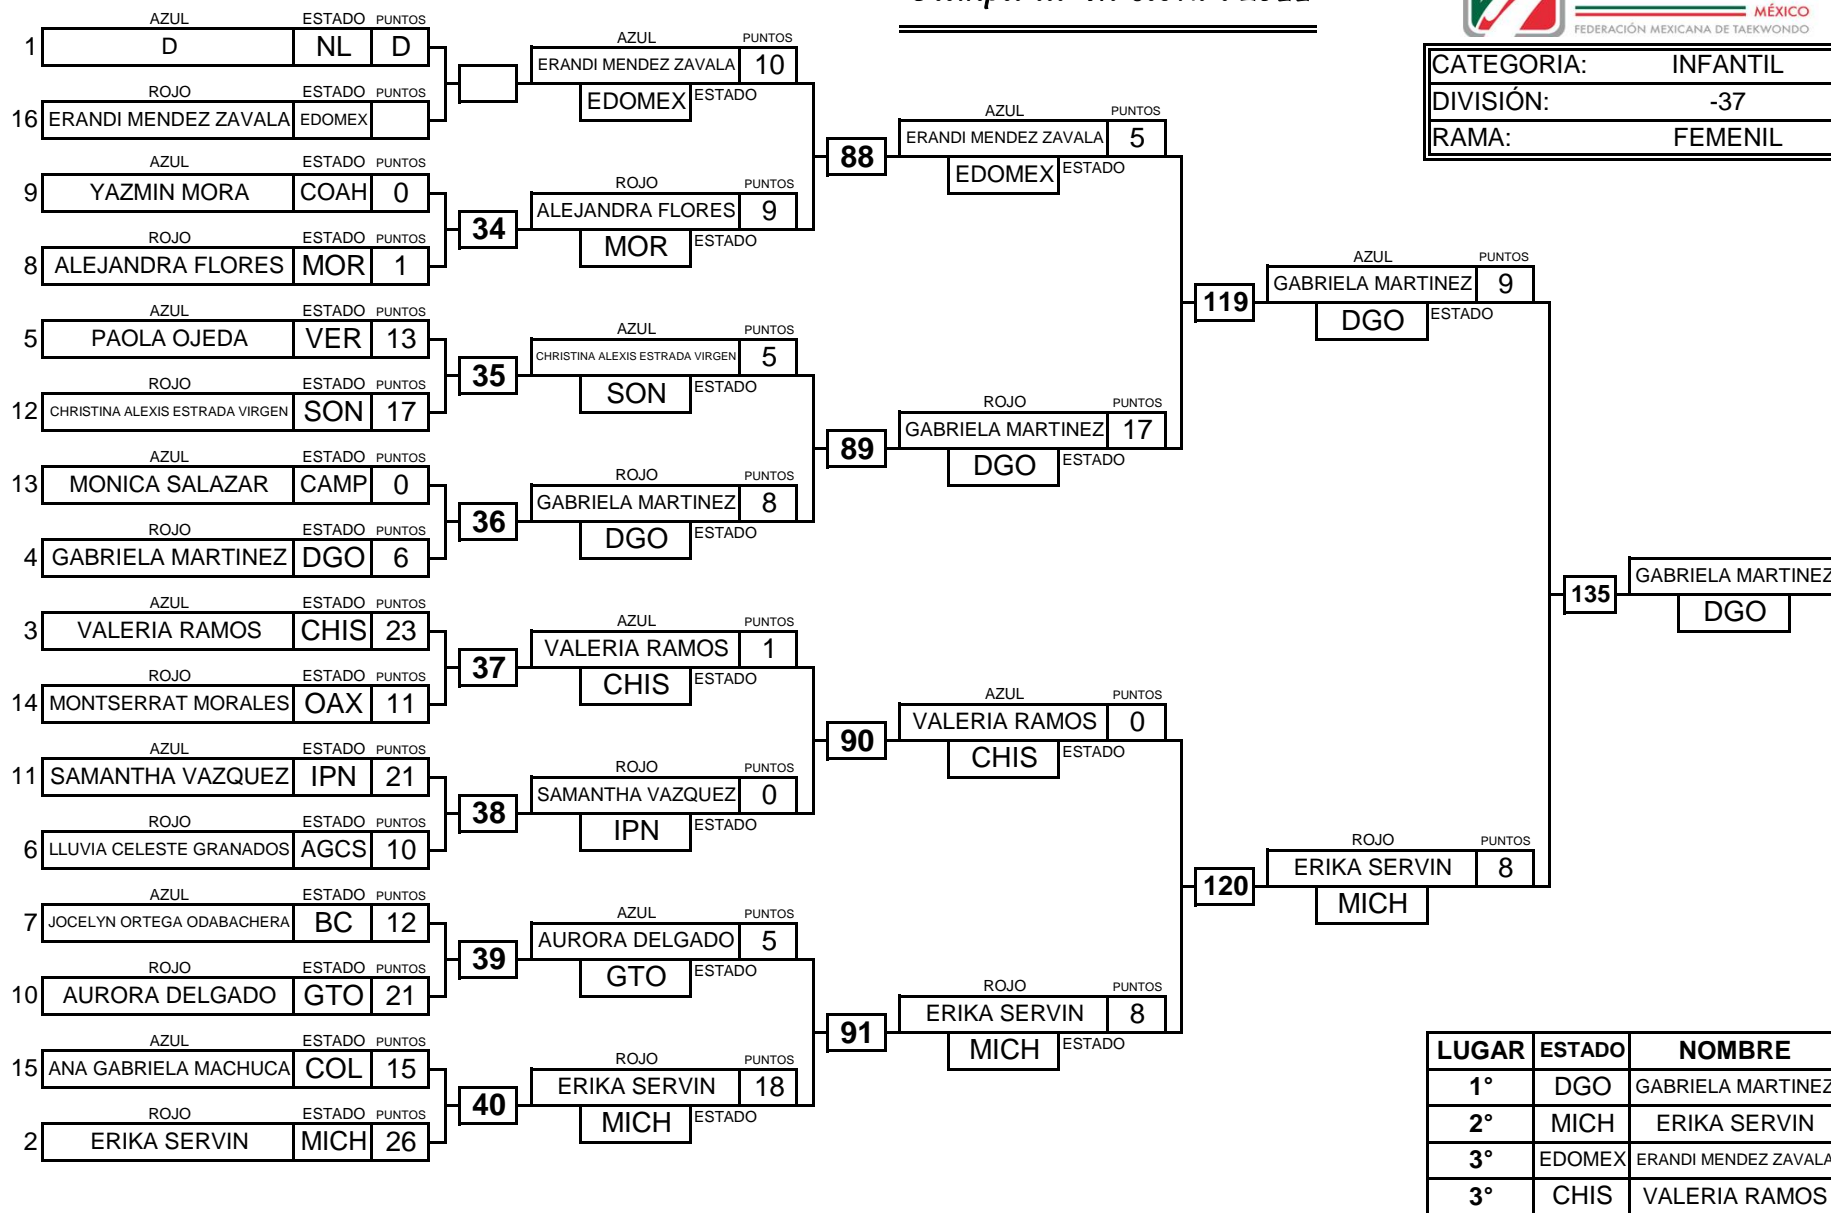 MÉXICO
FEDERACIÓN MEXICANA DE TAEKWONDO
CATEGORIA: INFANTIL
DIVISIÓN: -37
RAMA: FEMENIL
AZUL ESTADO PUNTOS
1 D NL D
ROJO ESTADO PUNTOS
16 ERANDI MENDEZ ZAVALA EDOMEX
AZUL ESTADO PUNTOS
9 YAZMIN MORA COAH 0
ROJO ESTADO PUNTOS
8 ALEJANDRA FLORES MOR 1
AZUL ESTADO PUNTOS
5 PAOLA OJEDA VER 13
ROJO ESTADO PUNTOS
12 CHRISTINA ALEXIS ESTRADA VIRGEN SON 17
AZUL ESTADO PUNTOS
13 MONICA SALAZAR CAMP 0
ROJO ESTADO PUNTOS
4 GABRIELA MARTINEZ DGO 6
AZUL ESTADO PUNTOS
3 VALERIA RAMOS CHIS 23
ROJO ESTADO PUNTOS
14 MONTSERRAT MORALES OAX 11
AZUL ESTADO PUNTOS
11 SAMANTHA VAZQUEZ IPN 21
ROJO ESTADO PUNTOS
6 LLUVIA CELESTE GRANADOS AGCS 10
AZUL ESTADO PUNTOS
7 JOCELYN ORTEGA ODABACHERA BC 12
ROJO ESTADO PUNTOS
10 AURORA DELGADO GTO 21
AZUL ESTADO PUNTOS
15 ANA GABRIELA MACHUCA COL 15
ROJO ESTADO PUNTOS
2 ERIKA SERVIN MICH 26
34
35
36
37
38
39
40
AZUL PUNTOS
ERANDI MENDEZ ZAVALA 10
EDOMEX ESTADO
ROJO PUNTOS
ALEJANDRA FLORES 9
MOR ESTADO
AZUL PUNTOS
CHRISTINA ALEXIS ESTRADA VIRGEN 5
SON ESTADO
ROJO PUNTOS
GABRIELA MARTINEZ 8
DGO ESTADO
AZUL PUNTOS
VALERIA RAMOS 1
CHIS ESTADO
ROJO PUNTOS
SAMANTHA VAZQUEZ 0
IPN ESTADO
AZUL PUNTOS
AURORA DELGADO 5
GTO ESTADO
ROJO PUNTOS
ERIKA SERVIN 18
MICH ESTADO
88
89
90
91
AZUL PUNTOS
ERANDI MENDEZ ZAVALA 5
EDOMEX ESTADO
ROJO PUNTOS
GABRIELA MARTINEZ 17
DGO ESTADO
AZUL PUNTOS
VALERIA RAMOS 0
CHIS ESTADO
ROJO PUNTOS
ERIKA SERVIN 8
MICH ESTADO
119
120
AZUL PUNTOS
GABRIELA MARTINEZ 9
DGO ESTADO
ROJO PUNTOS
ERIKA SERVIN 8
MICH
135
GABRIELA MARTINEZ
DGO
LUGAR ESTADO NOMBRE
1° DGO GABRIELA MARTINEZ
2° MICH ERIKA SERVIN
3° EDOMEX ERANDI MENDEZ ZAVALA
3° CHIS VALERIA RAMOS